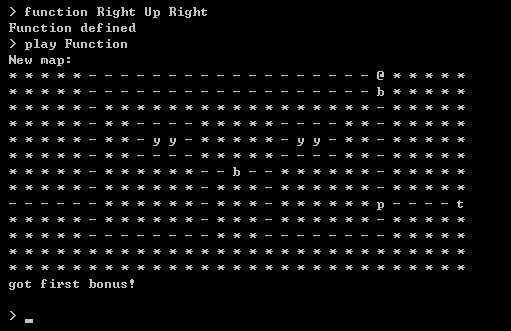 > function Right Up Right
Function defined
> play Function
New map:
* * * * * - - - - - - - - - - - - - - - - - - @ * * * * *
* * * * * - - - - - - - - - - - - - - - - - - b * * * * *
* * * * * - * * * * * * * * * * * * * * * * * - * * * * *
* * * * * - * * - - - - * * * * * - - - - * * - * * * * *
* * * * * - * * - y y - * * * * * - y y - * * - * * * * *
* * * * * - * * - - - - * * * * * - - - - * * - * * * * *
* * * * * - * * * * * * - - b - - * * * * * * - * * * * *
* * * * * - * * * * * * - * * * - * * * * * * - * * * * *
- - - - - - * * * * * * - * * * - * * * * * * p - - - - t
* * * * * - * * * * * * - * * * - * * * * * * - * * * * *
* * * * * - - - - - - - - * * * - - - - - - - - * * * * *
* * * * * * * * * * * * * * * * * * * * * * * * * * * * *
* * * * * * * * * * * * * * * * * * * * * * * * * * * * *
got first bonus!
> _